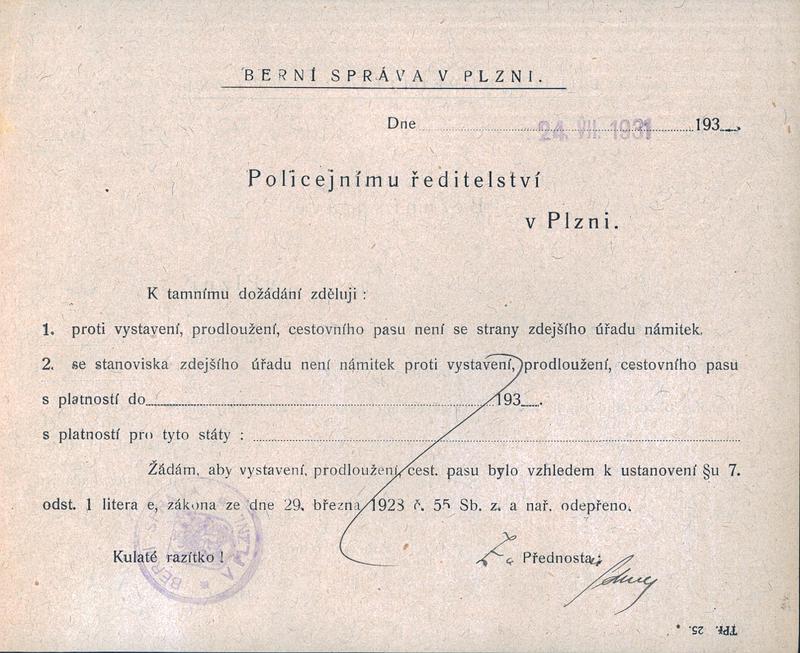 BERNÍ SPRÁVA V PLZNI.
Dne 24. VII. 1931 193
Policejnímu ředitelství
v Plzni.
K tamnímu dožádání zděluji :
1. proti vystavení, prodloužení, cestovního pasu není se strany zdejšího úřadu námitek.
2. se stanoviska zdejšího úřadu není námitek proti vystavení, prodloužení, cestovního pasu
s platností do 193 .
s platností pro tyto státy :
Žádám, aby vystavení, prodloužení, cest. pasu bylo vzhledem k ustanovení §u 7.
odst. 1 litera e, zákona ze dne 29. března 1928 č. 55 Sb. z. a nař. odepřeno.
Kulaté razítko !
Za Přednosta:
TPř. 25.